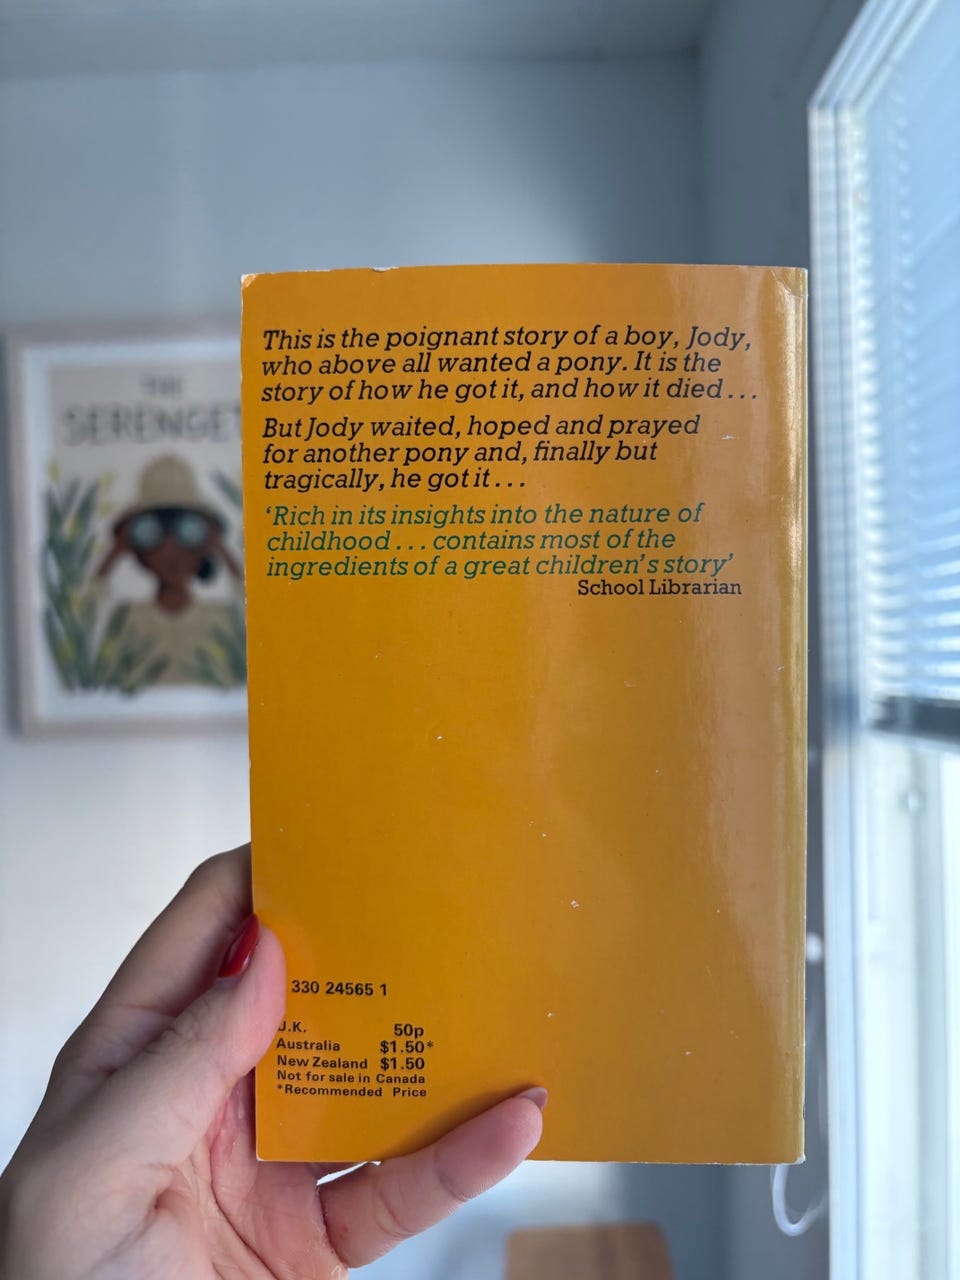 THE
SERENGET
This is the poignant story of a boy, Jody,
who above all wanted a pony. It is the
story of how he got it, and how it died...
But Jody waited, hoped and prayed
for another pony and, finally but
tragically, he got it...
‘Rich in its insights into the nature of
childhood... contains most of the
ingredients of a great children's story’
School Librarian
330 24565 1
U.K. 50p
Australia $1.50*
New Zealand $1.50
Not for sale in Canada
*Recommended Price